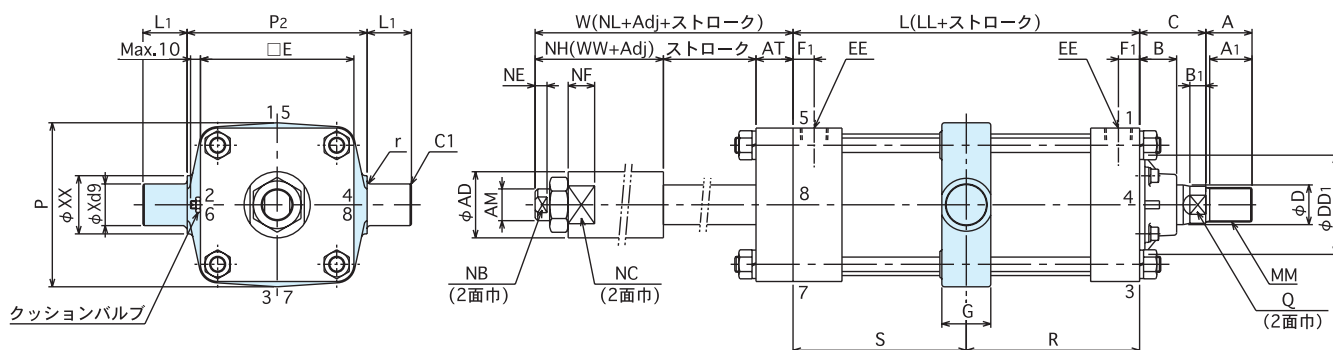 L1
P2
L1
Max.10
□E
1 5
r
C1
P
φXX
φXd9
2
6
4
8
3 7
クッションバルブ
W(NL+Adj+ストローク)
L(LL+ストローク)
C
A
NH(WW+Adj)
ストローク
AT
F1
EE
EE
F1
B
A1
NE
NF
B1
5
1
φAD
AM
8
4
φD
φDD1
NB
(2面巾)
NC
(2面巾)
7
G
3
MM
Q
(2面巾)
S
R